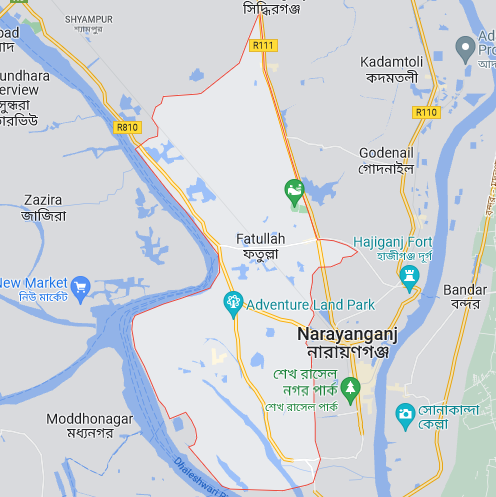 সিদ্ধিরগঞ্জ
SHYAMPUR
শ্যামপুর
R111
Kadamtoli
কদমতলী
R810
R110
Godenail
গোদনাইল
Zazira
জাজিরা
Fatullah
ফতুল্লা
Hajiganj Fort
হাজীগঞ্জ দুর্গ
New Market
নিউ মার্কেট
Bandar
বন্দর
Adventure Land Park
Narayanganj
নারায়ণগঞ্জ
শেখ রাসেল
নগর পার্ক
শেখ রাসেল পার্ক
সোনাকান্দা
কেল্লা
Moddhonagar
মধ্যনগর
Dhaleshwari